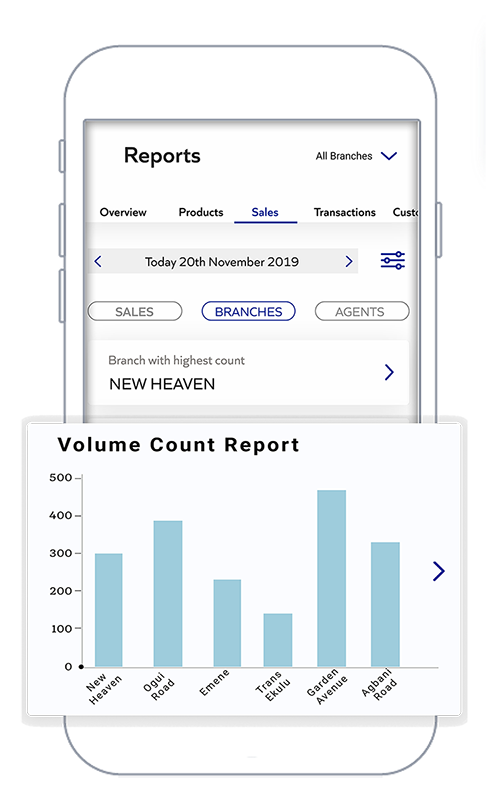 Reports
All Branches
Overview Products Sales Transactions Custo
Today 20th November 2019
SALES BRANCHES AGENTS
Branch with highest count
NEW HEAVEN
Volume Count Report
500
400
300
200
100
0
New
Heaven
Ogui
Road
Emene
Trans
Ekulu
Garden
Avenue
Agbani
Road